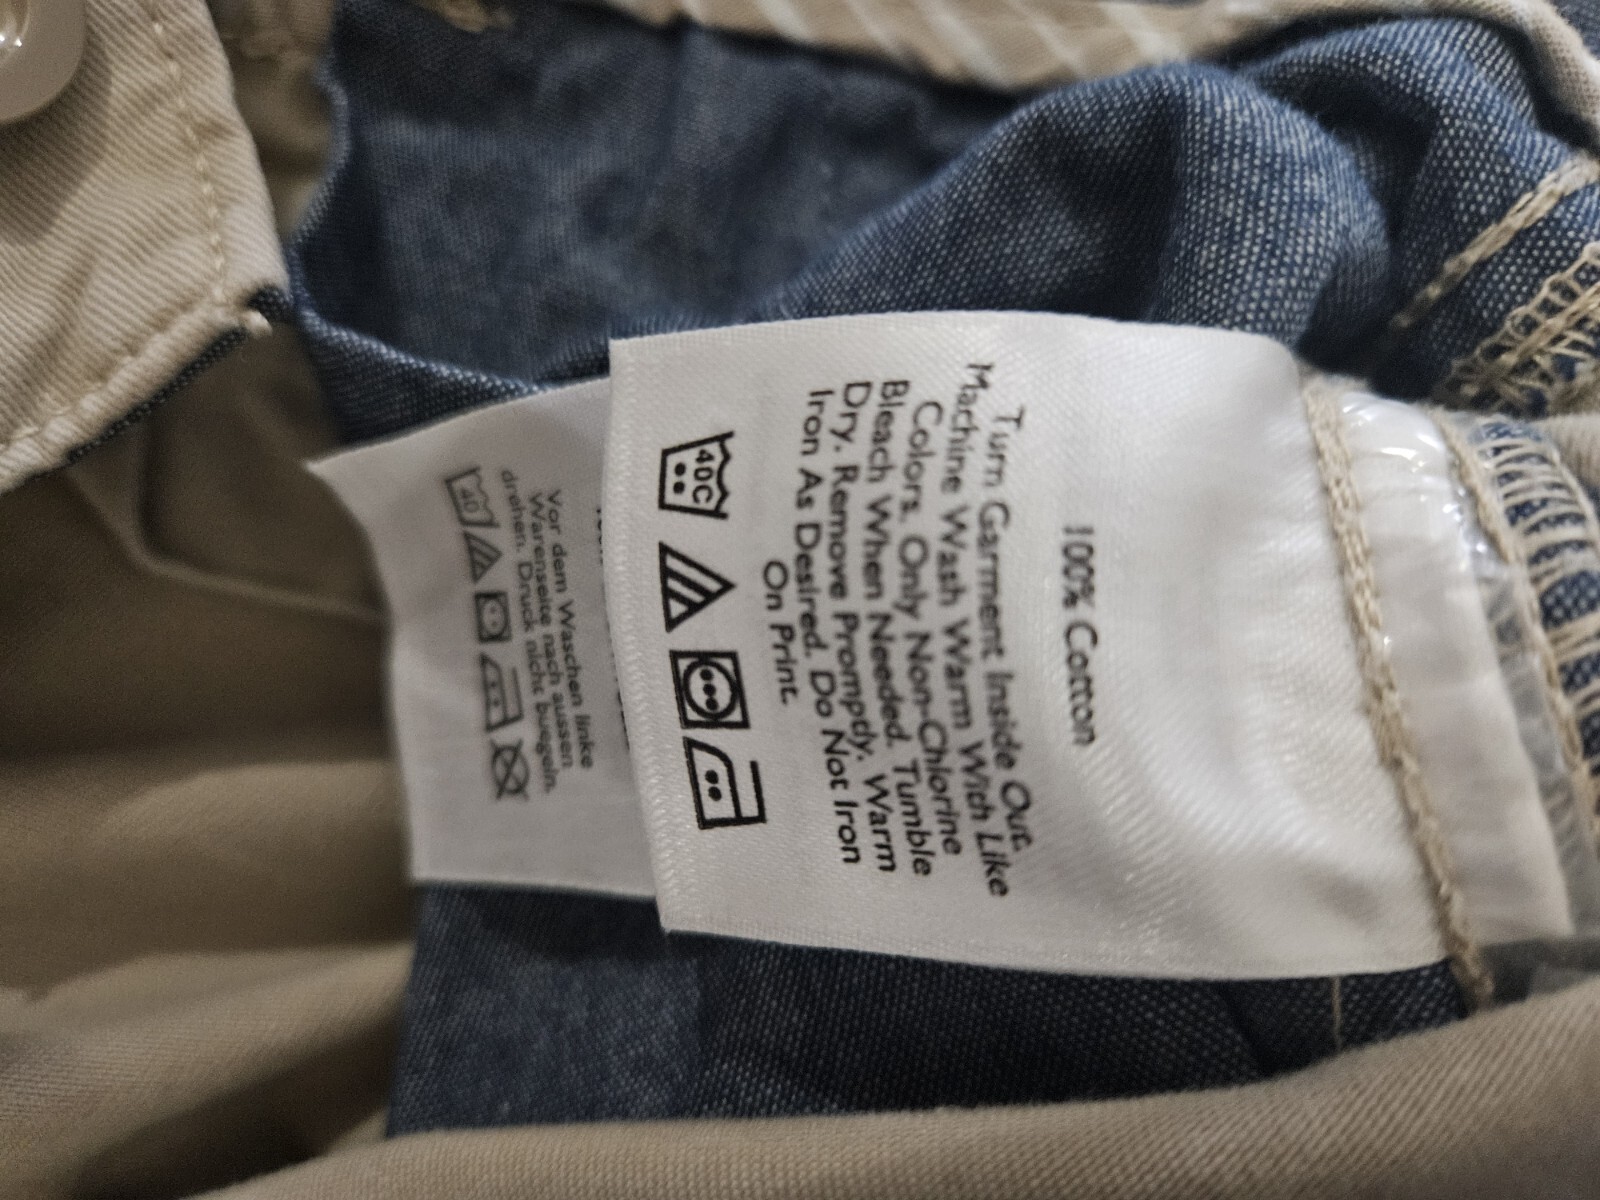 100% Cotton
Turn Garment Inside Out.
Machine Wash Warm With Like
Colors. Only Non-Chlorine
Bleach When Needed. Tumble
Dry. Remove Promptly. Warm
Iron As Desired. Do Not Iron
On Print.
40C
Vor dem Waschen linke
Warenseite nach aussen
drehen. Druck nicht buegeln.
40